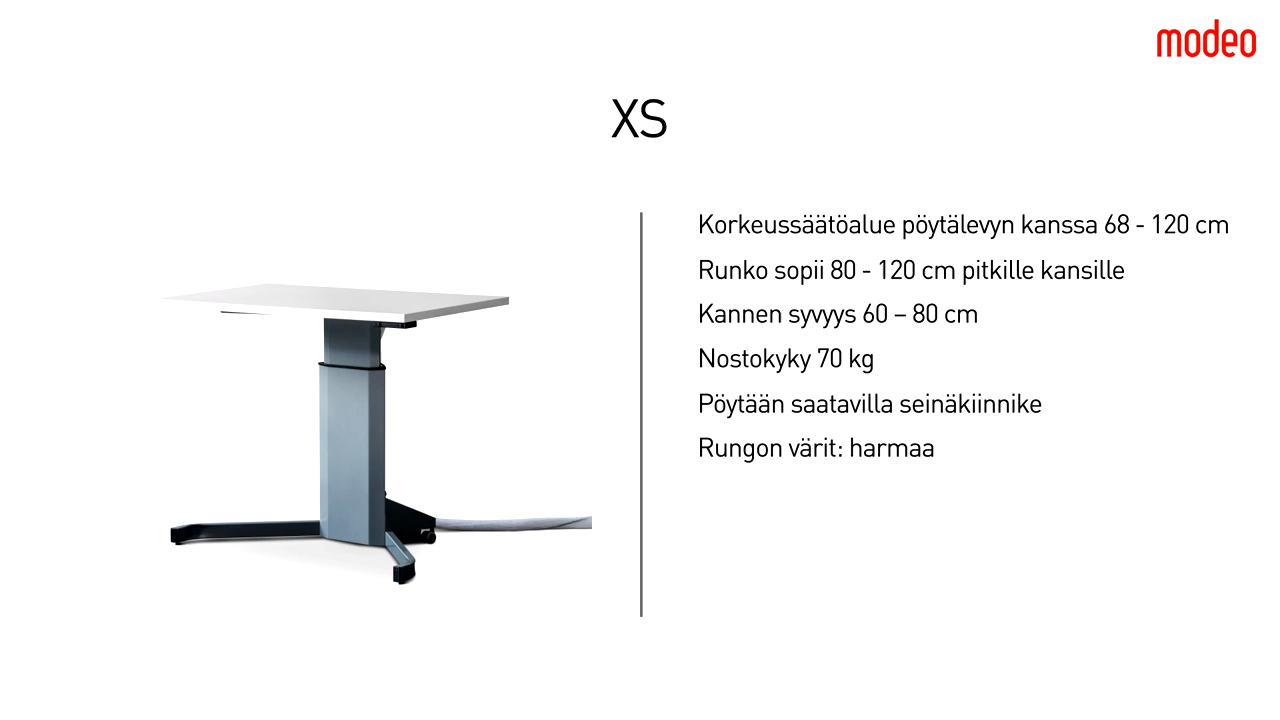 modeo
XS
Korkeussäätöalue pöytälevyn kanssa 68 - 120 cm
Runko sopii 80 - 120 cm pitkille kansille
Kannen syvyys 60 – 80 cm
Nostokyky 70 kg
Pöytään saatavilla seinäkiinnike
Rungon värit: harmaa